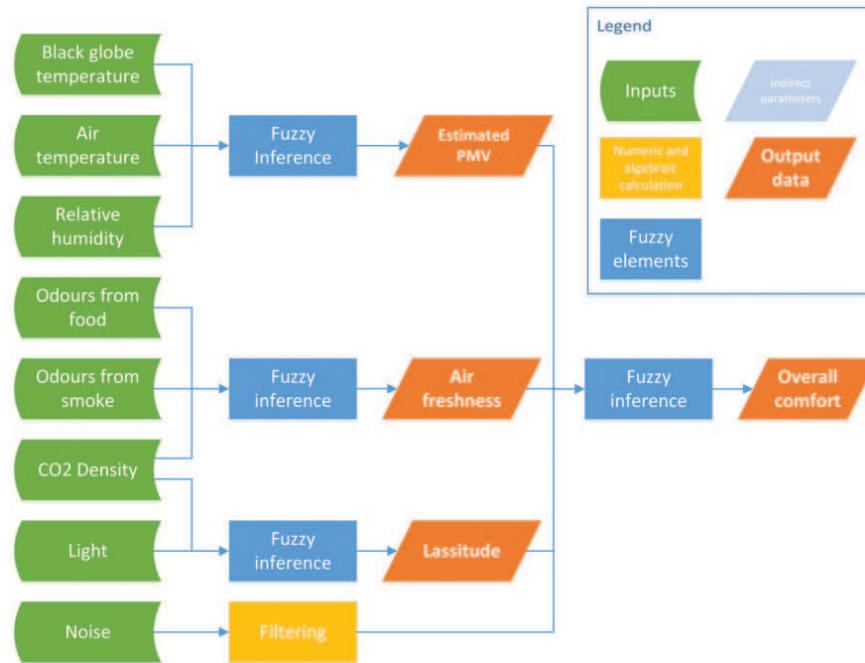 Black globe
temperature
Air
temperature
Relative
humidity
Fuzzy
Inference
Estimated
PMV
Odours from
food
Odours from
smoke
CO2 Density
Fuzzy
inference
Air
freshness
Light
Fuzzy
inference
Lassitude
Noise
Filtering
Fuzzy
inference
Overall
comfort
Legend
Inputs
Indirect
parameters
Numeric and
algebraic
calculation
Output
data
Fuzzy
elements